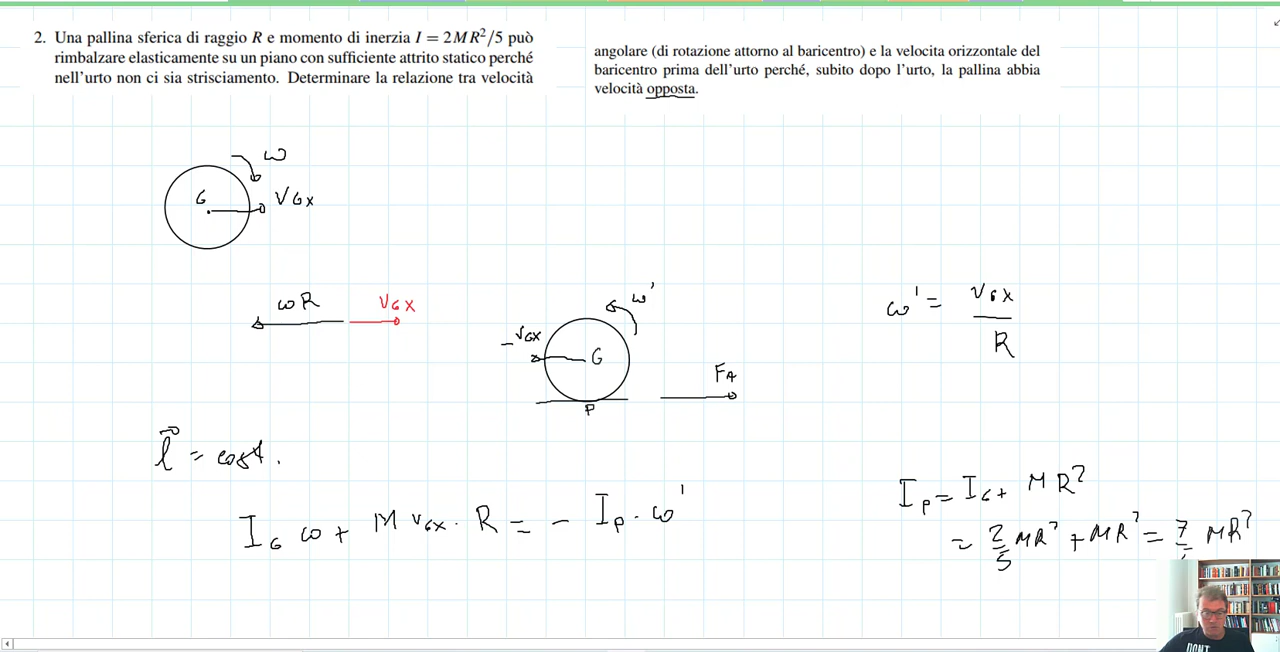 2. Una pallina sferica di raggio R e momento di inerzia I = 2MR²/5 può
rimbalzare elasticamente su un piano con sufficiente attrito statico perché
nell'urto non ci sia strisciamento. Determinare la relazione tra velocità
angolare (di rotazione attorno al baricentro) e la velocita orizzontale del
baricentro prima dell'urto perché, subito dopo l'urto, la pallina abbia
velocità opposta.
ω
G
VGX
ωR
VGX
ω'
-VGX
G
FA
P
ω' = VGX / R
l = cost.
IG ω + M VGX · R = - IP · ω'
IP = IG + MR²
= 2/5 MR² + MR² = 7/5 MR²
DON'T